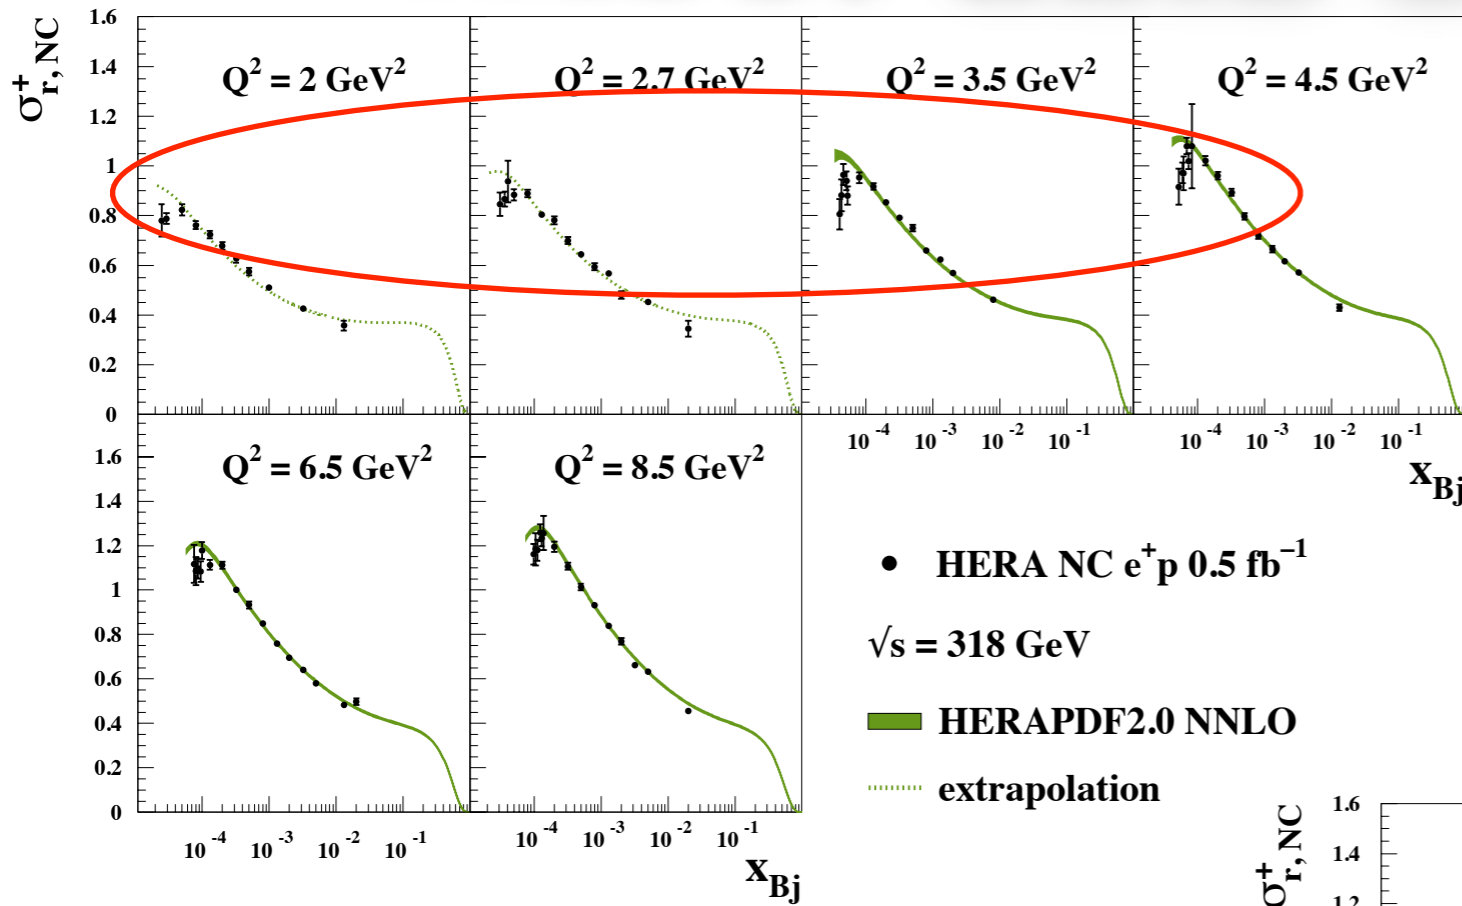 σ⁺r, NC
1.6
1.4
1.2
1
0.8
0.6
0.4
0.2
0
Q² = 2 GeV²
Q² = 2.7 GeV²
Q² = 3.5 GeV²
Q² = 4.5 GeV²
10⁻⁴ 10⁻³ 10⁻² 10⁻¹
10⁻⁴ 10⁻³ 10⁻² 10⁻¹
xBj
1.6
1.4
1.2
1
0.8
0.6
0.4
0.2
0
Q² = 6.5 GeV²
Q² = 8.5 GeV²
10⁻⁴ 10⁻³ 10⁻² 10⁻¹
10⁻⁴ 10⁻³ 10⁻² 10⁻¹
xBj
HERA NC e⁺p 0.5 fb⁻¹
√s = 318 GeV
HERAPDF2.0 NNLO
extrapolation
σ⁺r, NC
1.6
1.4
1.2